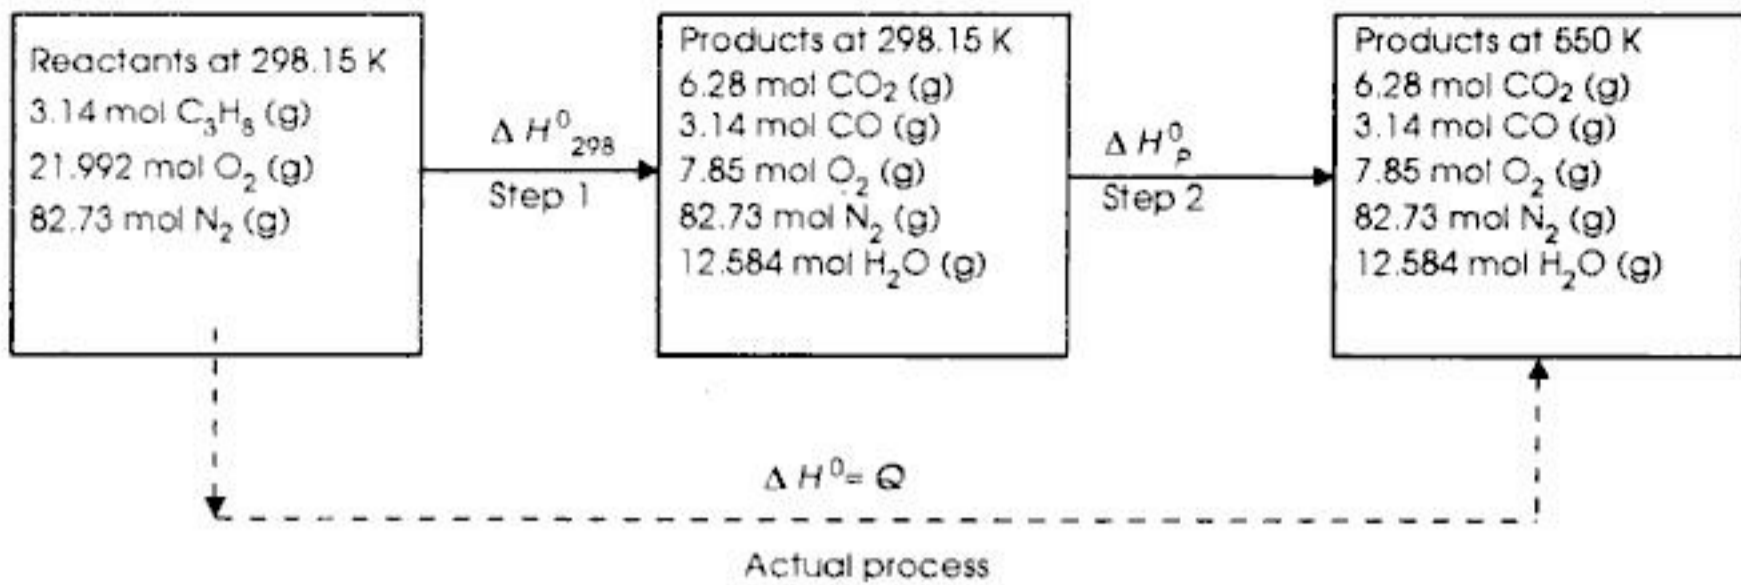 Reactants at 298.15 K
3.14 mol C₃H₈ (g)
21.992 mol O₂ (g)
82.73 mol N₂ (g)
Δ H⁰₂₉₈
Step 1
Products at 298.15 K
6.28 mol CO₂ (g)
3.14 mol CO (g)
7.85 mol O₂ (g)
82.73 mol N₂ (g)
12.584 mol H₂O (g)
Δ H⁰ₚ
Step 2
Products at 550 K
6.28 mol CO₂ (g)
3.14 mol CO (g)
7.85 mol O₂ (g)
82.73 mol N₂ (g)
12.584 mol H₂O (g)
Δ H⁰= Q
Actual process